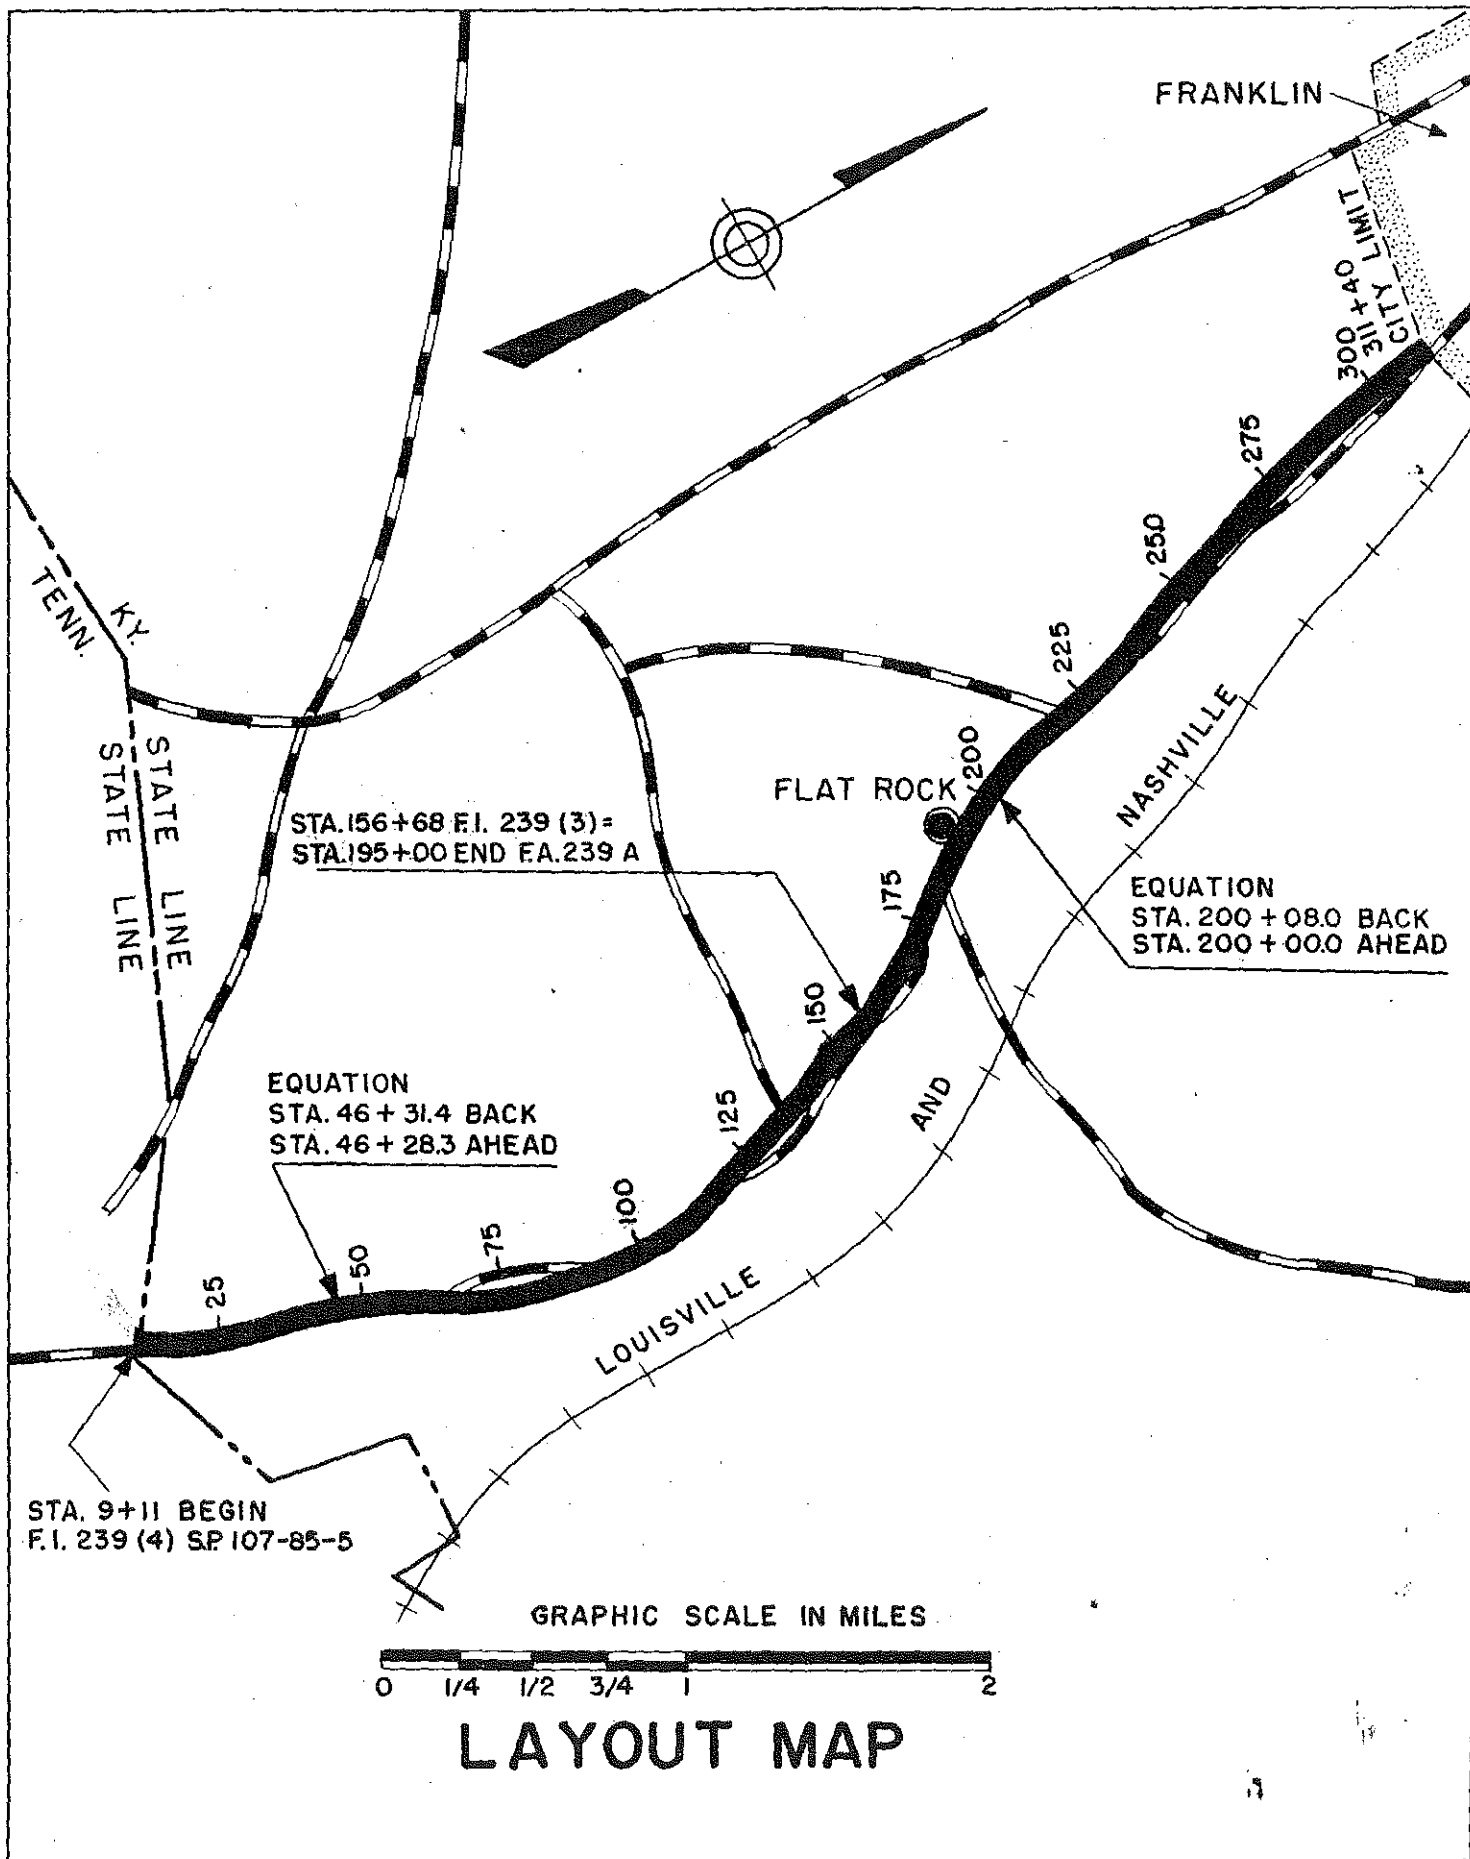 FRANKLIN
CITY LIMIT
311+40
300
275
250
225
200
175
150
125
100
75
50
25
KY.
TENN.
STATE LINE
STATE LINE
FLAT ROCK
STA.156+68 F.I. 239 (3)=
STA.195+00 END F.A.239 A
EQUATION
STA. 200+08.0 BACK
STA. 200+00.0 AHEAD
EQUATION
STA. 46+31.4 BACK
STA. 46+28.3 AHEAD
LOUISVILLE AND NASHVILLE
STA. 9+11 BEGIN
F.I. 239 (4) S.P. 107-85-5
GRAPHIC SCALE IN MILES
0 1/4 1/2 3/4 1 2
LAYOUT MAP